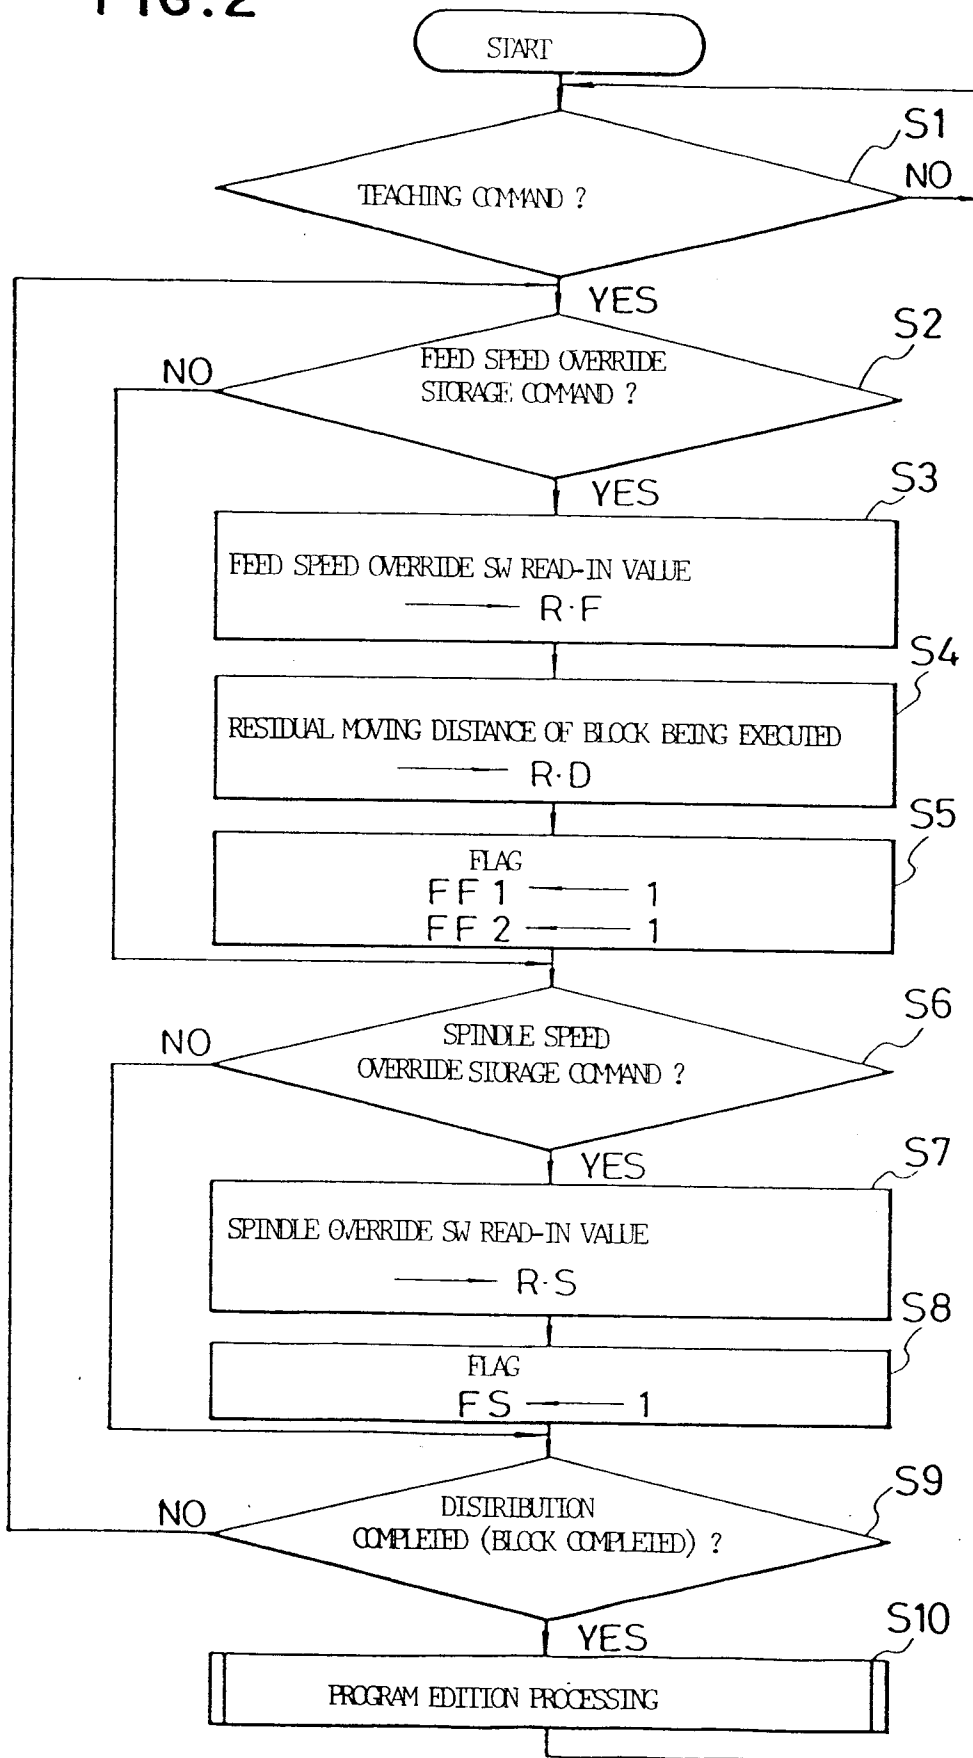 FIG.2
START
S1
TEACHING COMMAND ?
NO
YES
S2
FEED SPEED OVERRIDE
STORAGE COMMAND ?
NO
YES
S3
FEED SPEED OVERRIDE SW READ-IN VALUE
→ R·F
S4
RESIDUAL MOVING DISTANCE OF BLOCK BEING EXECUTED
→ R·D
S5
FLAG
FF1 ← 1
FF2 ← 1
S6
SPINDLE SPEED
OVERRIDE STORAGE COMMAND ?
NO
YES
S7
SPINDLE OVERRIDE SW READ-IN VALUE
→ R·S
S8
FLAG
FS ← 1
S9
DISTRIBUTION
COMPLETED (BLOCK COMPLETED) ?
NO
YES
S10
PROGRAM EDITION PROCESSING